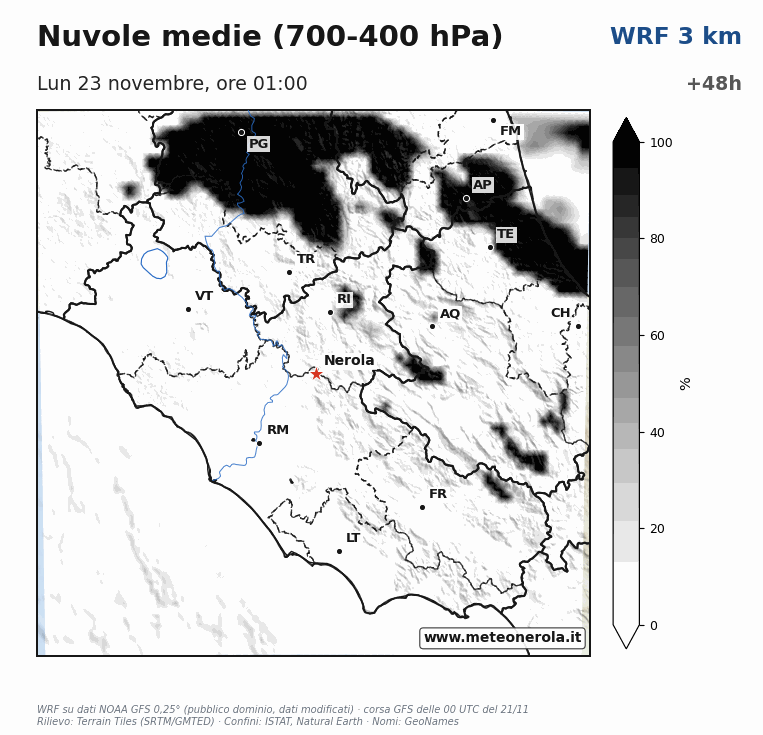 Nuvole medie (700-400 hPa)
WRF 3 km
Lun 23 novembre, ore 01:00
+48h
FM
PG
AP
TE
TR
VT
RI
AQ
CH
Nerola
RM
FR
LT
www.meteonerola.it
100
80
60
40
20
0
%
WRF su dati NOAA GFS 0,25° (pubblico dominio, dati modificati) · corsa GFS delle 00 UTC del 21/11
Rilievo: Terrain Tiles (SRTM/GMTED) · Confini: ISTAT, Natural Earth · Nomi: GeoNames